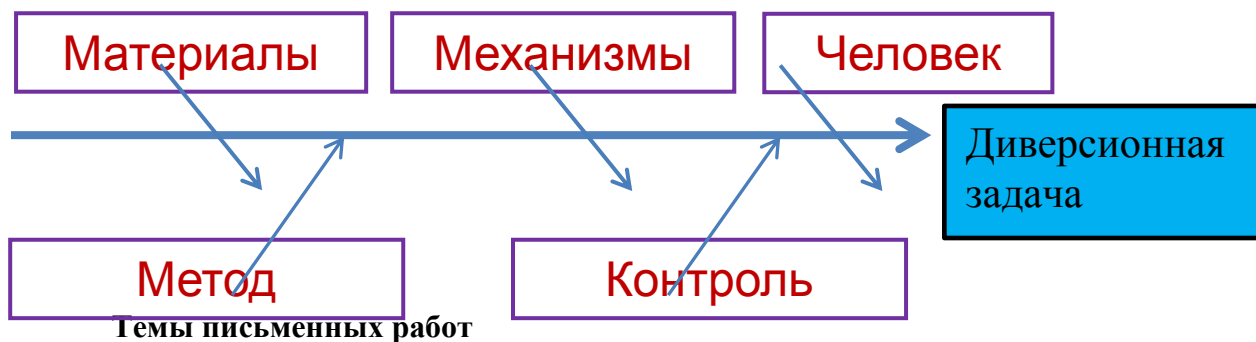 Материалы
Механизмы
Человек
Диверсионная
задача
Метод
Контроль
Темы письменных работ